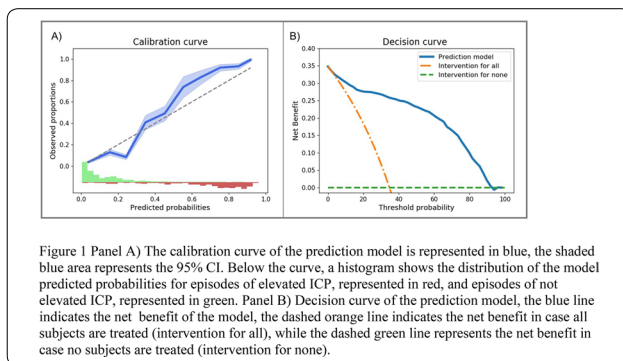 A)
Calibration curve
1.0
0.8
0.6
0.4
0.2
0.0
Observed proportions
0.0 0.2 0.4 0.6 0.8 1.0
Predicted probabilities
B)
Decision curve
Prediction model
Intervention for all
Intervention for none
0.40
0.35
0.30
0.25
0.20
0.15
0.10
0.05
0.00
Net Benefit
0 20 40 60 80 100
Threshold probability
Figure 1 Panel A) The calibration curve of the prediction model is represented in blue, the shaded
blue area represents the 95% CI. Below the curve, a histogram shows the distribution of the model
predicted probabilities for episodes of elevated ICP, represented in red, and episodes of not
elevated ICP, represented in green. Panel B) Decision curve of the prediction model, the blue line
indicates the net benefit of the model, the dashed orange line indicates the net benefit in case all
subjects are treated (intervention for all), while the dashed green line represents the net benefit in
case no subjects are treated (intervention for none).